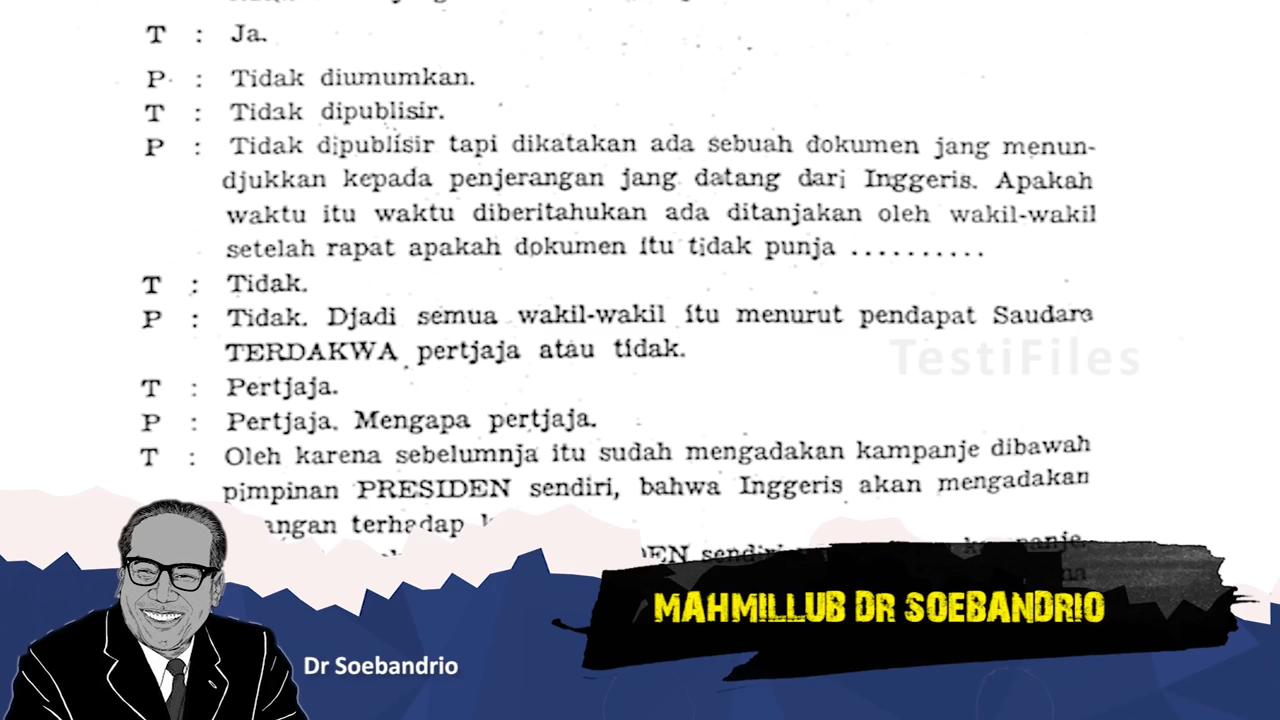 T : Ja.
P : Tidak diumumkan.
T : Tidak dipublisir.
P : Tidak dipublisir tapi dikatakan ada sebuah dokumen jang menun-
djukkan kepada penjerangan jang datang dari Inggeris. Apakah
waktu itu waktu diberitahukan ada ditanjakan oleh wakil-wakil
setelah rapat apakah dokumen itu tidak punja ..........
T : Tidak.
P : Tidak. Djadi semua wakil-wakil itu menurut pendapat Saudara
TERDAKWA pertjaja atau tidak.
TestiFiles
T : Pertjaja.
P : Pertjaja. Mengapa pertjaja.
T : Oleh karena sebelumnja itu sudah mengadakan kampanje dibawah
pimpinan PRESIDEN sendiri, bahwa Inggeris akan mengadakan
terhadap
sendiri
MAHMILLUB DR SOEBANDRIO
Dr Soebandrio